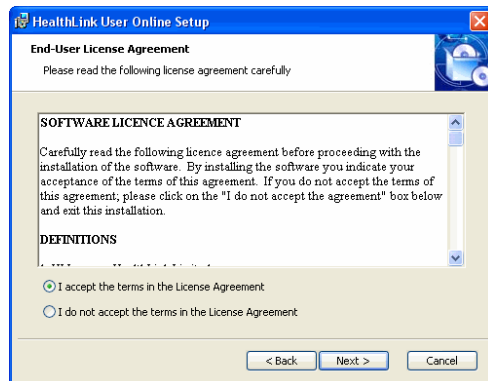 HealthLink User Online Setup
End-User License Agreement
Please read the following license agreement carefully
SOFTWARE LICENCE AGREEMENT
Carefully read the following licence agreement before proceeding with the
installation of the software. By installing the software you indicate your
acceptance of the terms of this agreement. If you do not accept the terms of
this agreement; please click on the "I do not accept the agreement" box below
and exit this installation.
DEFINITIONS
I accept the terms in the License Agreement
I do not accept the terms in the License Agreement
< Back Next > Cancel